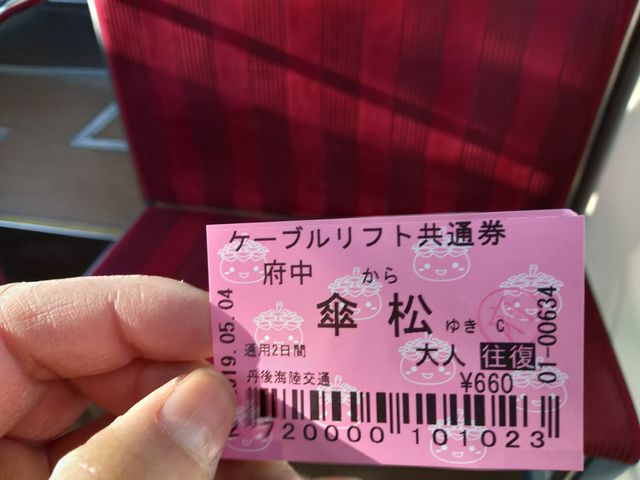 ケーブルリフト共通券
府中 から
傘松 ゆき C
通用2日間 大人 往復
丹後海陸交通 ¥660
720000 101023
19.05.04
01-00634